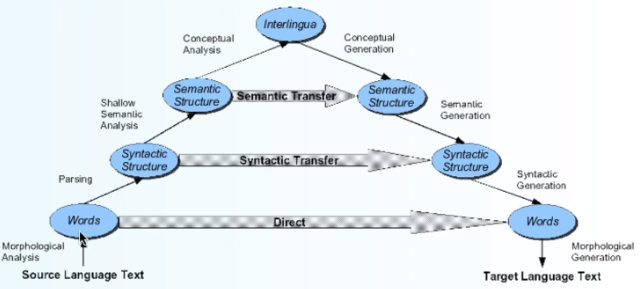 Interlingua
Conceptual
Analysis
Conceptual
Generation
Semantic
Structure
Semantic Transfer
Semantic
Structure
Shallow
Semantic
Analysis
Semantic
Generation
Syntactic
Structure
Syntactic Transfer
Syntactic
Structure
Parsing
Syntactic
Generation
Words
Direct
Words
Morphological
Analysis
Morphological
Generation
Source Language Text
Target Language Text